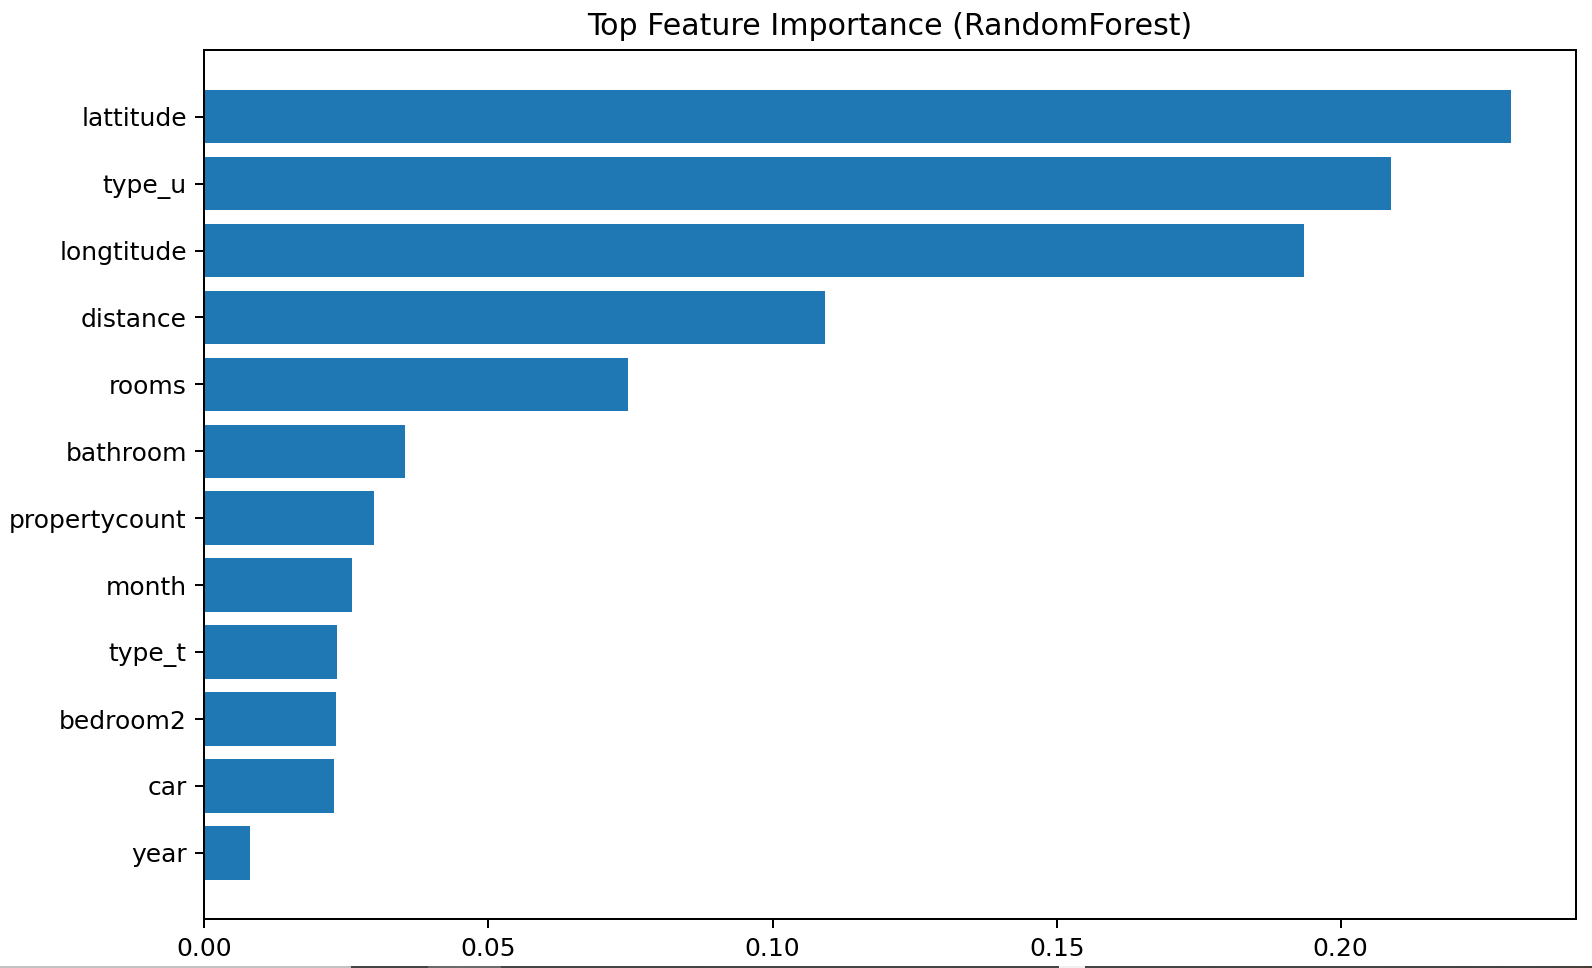 Top Feature Importance (RandomForest)
lattitude
type_u
longtitude
distance
rooms
bathroom
propertycount
month
type_t
bedroom2
car
year
0.00 0.05 0.10 0.15 0.20